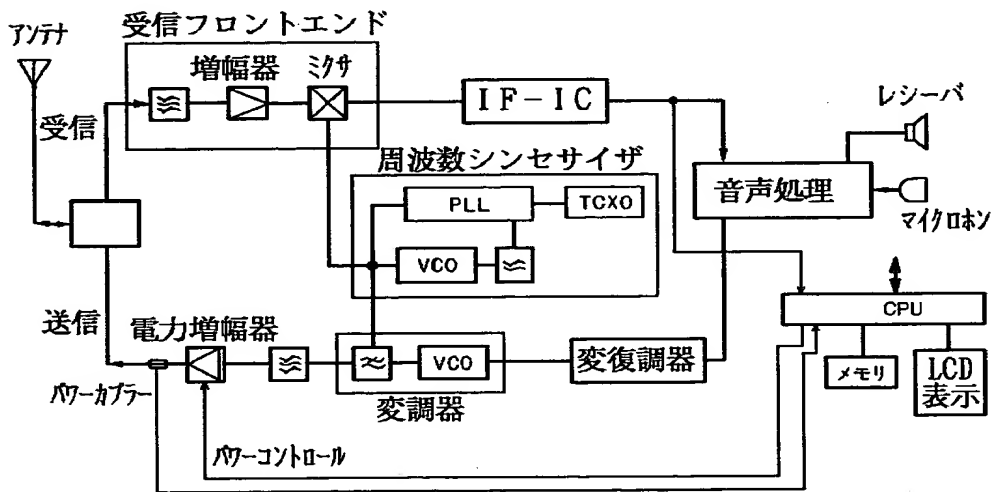 受信フロントエンド
アンテナ
増幅器
ミクサ
IF-IC
レシーバ
受信
周波数シンセサイザ
PLL
TCXO
音声処理
マイクロホン
VCO
CPU
送信
電力増幅器
VCO
変復調器
メモリ
LCD
表示
パワーカプラー
変調器
パワーコントロール